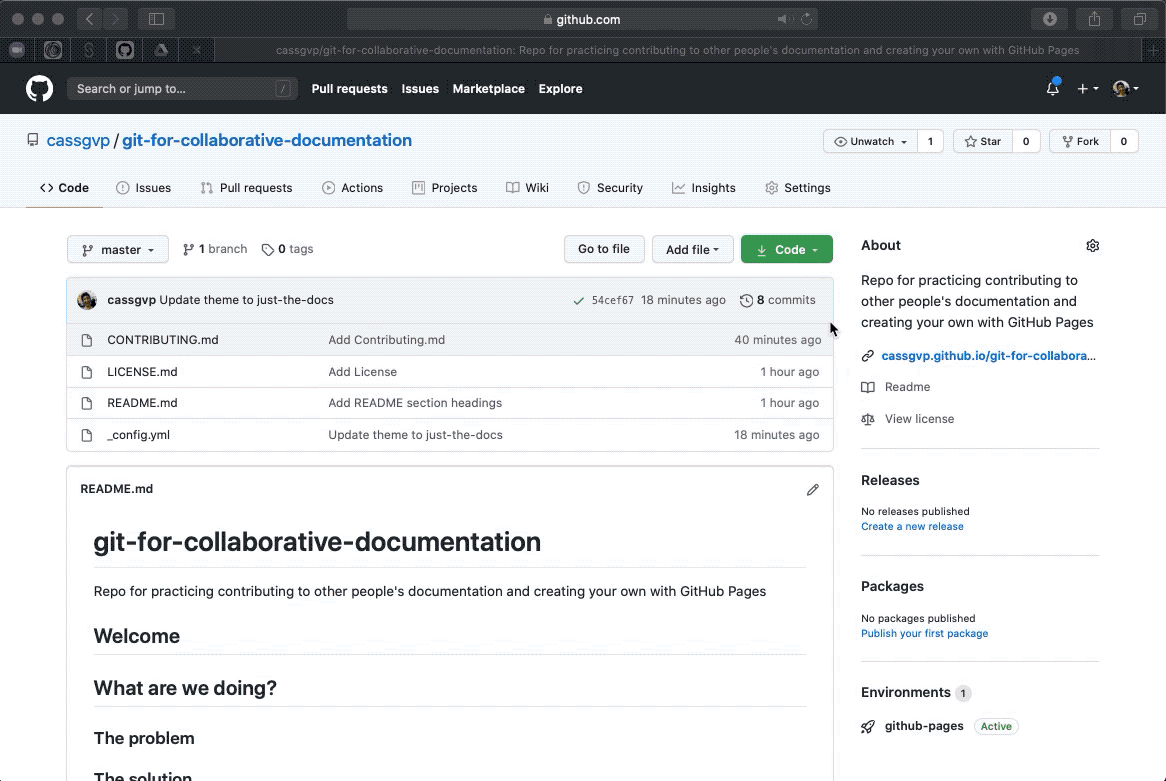 github.com
cassgvp/git-for-collaborative-documentation: Repo for practicing contributing to other people's documentation and creating your own with GitHub Pages
Search or jump to... /
Pull requests Issues Marketplace Explore
cassgvp / git-for-collaborative-documentation
Unwatch 1 Star 0 Fork 0
Code Issues Pull requests Actions Projects Wiki Security Insights Settings
master 1 branch 0 tags Go to file Add file Code
cassgvp Update theme to just-the-docs 54cef67 18 minutes ago 8 commits
CONTRIBUTING.md Add Contributing.md 40 minutes ago
LICENSE.md Add License 1 hour ago
README.md Add README section headings 1 hour ago
_config.yml Update theme to just-the-docs 18 minutes ago
README.md
git-for-collaborative-documentation
Repo for practicing contributing to other people's documentation and creating your own with GitHub Pages
Welcome
What are we doing?
The problem
The solution
About
Repo for practicing contributing to
other people's documentation and
creating your own with GitHub Pages
cassgvp.github.io/git-for-collabora...
Readme
View license
Releases
No releases published
Create a new release
Packages
No packages published
Publish your first package
Environments 1
github-pages Active